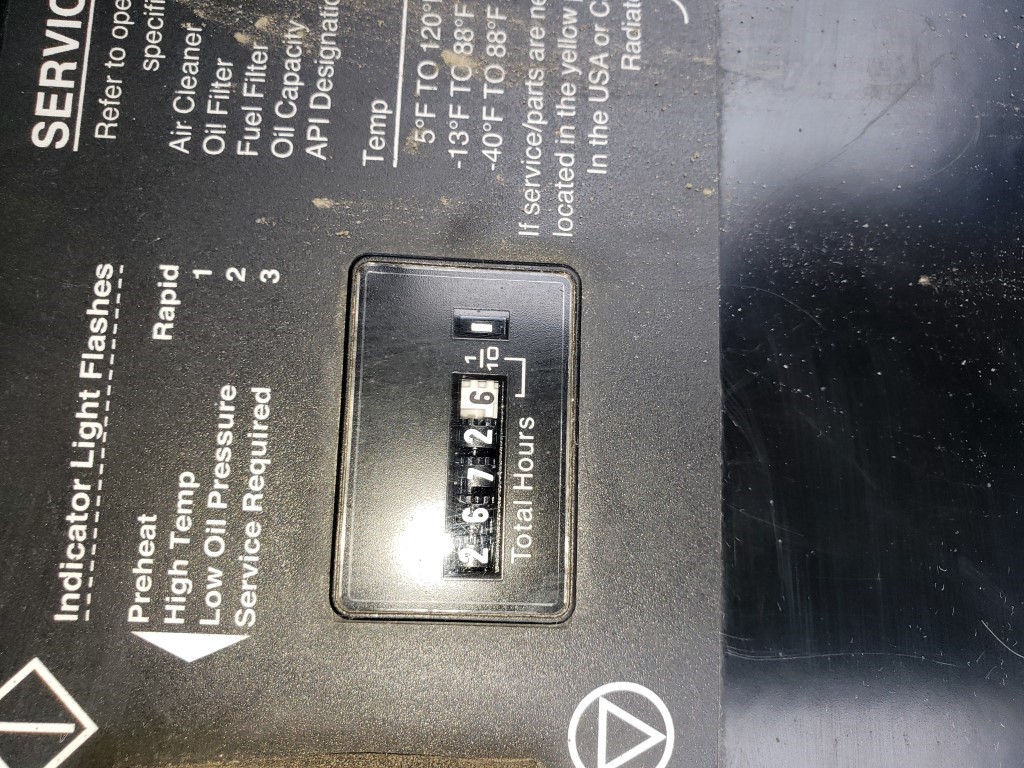 Indicator Light Flashes
Preheat Rapid
High Temp 1
Low Oil Pressure 2
Service Required 3
1
10
2 6 7 2 6
Total Hours
SERVIC
Refer to ope
specifi
Air Cleaner
Oil Filter
Fuel Filter
Oil Capacity
API Designatio
Temp
5°F TO 120°F
-13°F TO 88°F
-40°F TO 88°F
If service/parts are ne
located in the yellow p
In the USA or Ca
Radiato